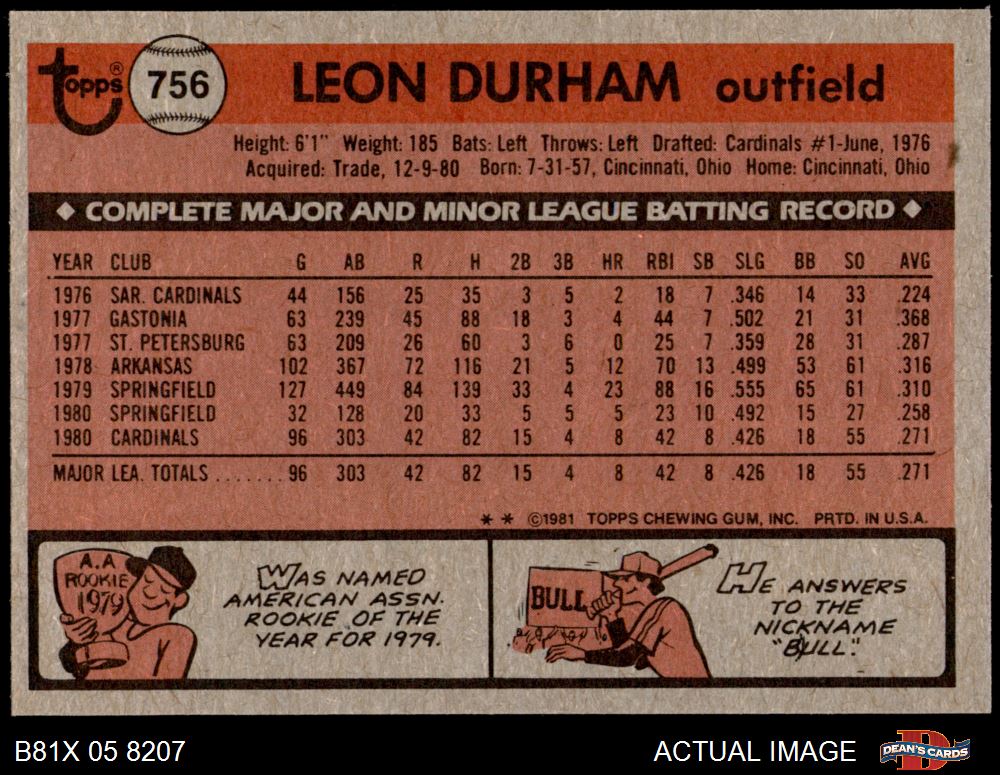 Topps® 756 LEON DURHAM outfield
Height: 6'1" Weight: 185 Bats: Left Throws: Left Drafted: Cardinals #1-June, 1976
Acquired: Trade, 12-9-80 Born: 7-31-57, Cincinnati, Ohio Home: Cincinnati, Ohio
◆ COMPLETE MAJOR AND MINOR LEAGUE BATTING RECORD ◆
YEAR CLUB G AB R H 2B 3B HR RBI SB SLG BB SO AVG
1976 SAR. CARDINALS 44 156 25 35 3 5 2 18 7 .346 14 33 .224
1977 GASTONIA 63 239 45 88 18 3 4 44 7 .502 21 31 .368
1977 ST. PETERSBURG 63 209 26 60 3 6 0 25 7 .359 28 31 .287
1978 ARKANSAS 102 367 72 116 21 5 12 70 13 .499 53 61 .316
1979 SPRINGFIELD 127 449 84 139 33 4 23 88 16 .555 65 61 .310
1980 SPRINGFIELD 32 128 20 33 5 5 5 23 10 .492 15 27 .258
1980 CARDINALS 96 303 42 82 15 4 8 42 8 .426 18 55 .271
MAJOR LEA. TOTALS ....... 96 303 42 82 15 4 8 42 8 .426 18 55 .271
* * ©1981 TOPPS CHEWING GUM, INC. PRTD. IN U.S.A.
A.A
ROOKIE
1979
WAS NAMED
AMERICAN ASSN.
ROOKIE OF THE
YEAR FOR 1979.
BULL
HE ANSWERS
TO THE
NICKNAME
"BULL."
B81X 05 8207 ACTUAL IMAGE DEAN'S CARDS